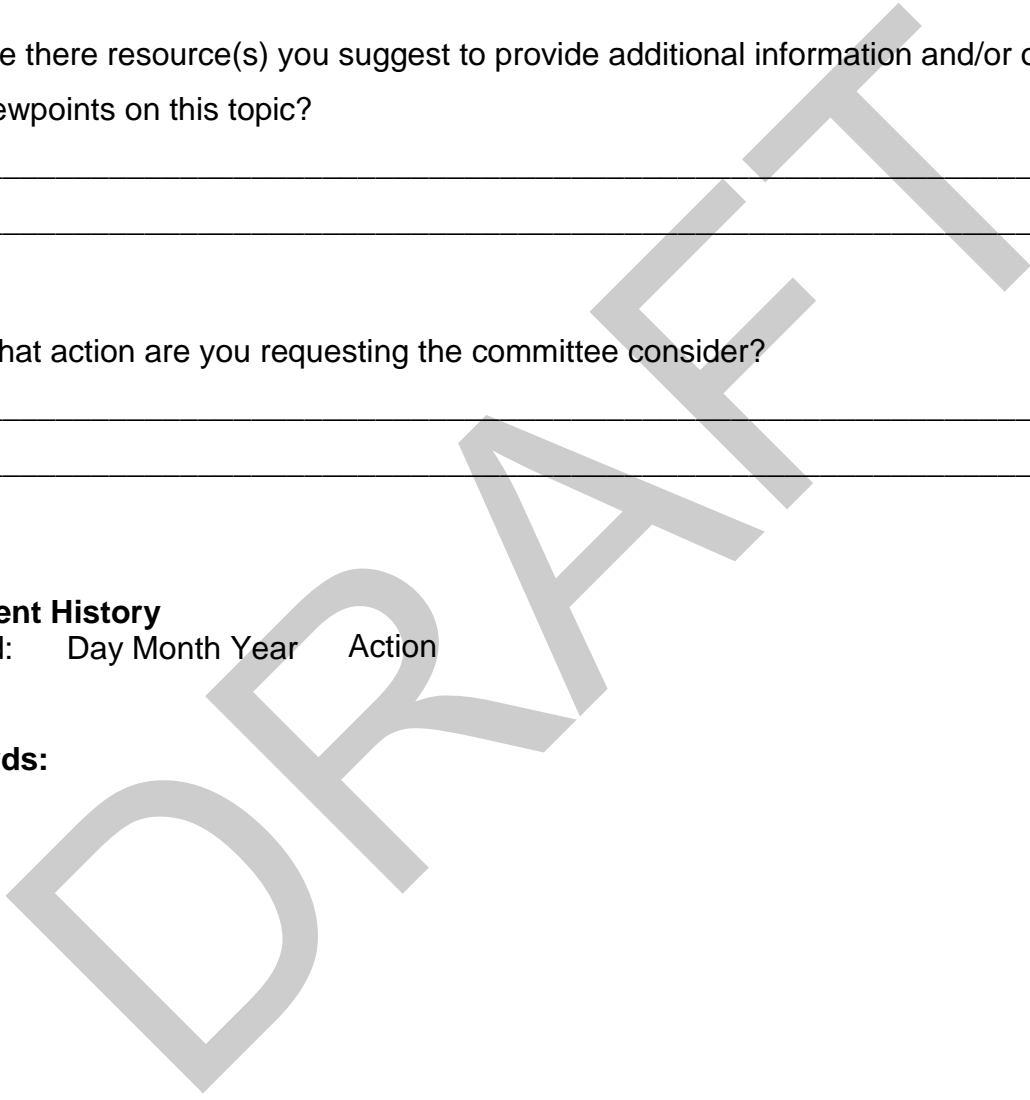 e there resource(s) you suggest to provide additional information and/or
ewpoints on this topic?
hat action are you requesting the committee consider?
ent History
: Day Month Year Action
ds:
DRAFT